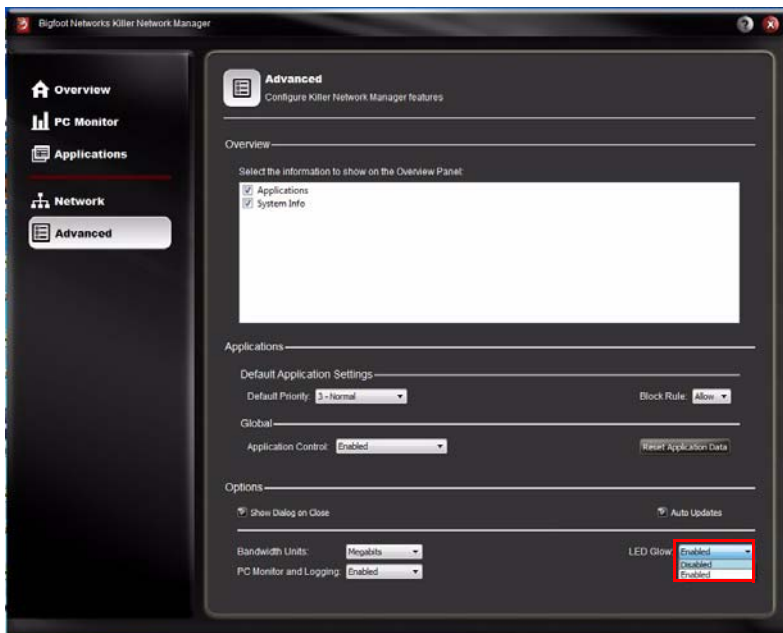 Bigfoot Networks Killer Network Manager
Overview
PC Monitor
Applications
Network
Advanced
Advanced
Configure Killer Network Manager features
Overview
Select the information to show on the Overview Panel:
Applications
System Info
Applications
Default Application Settings
Default Priority: 3 - Normal
Block Rule: Allow
Global
Application Control: Enabled
Reset Application Data
Options
Show Dialog on Close
Auto Updates
Bandwidth Units: Megabits
LED Glow: Enabled
Disabled
Enabled
PC Monitor and Logging: Enabled